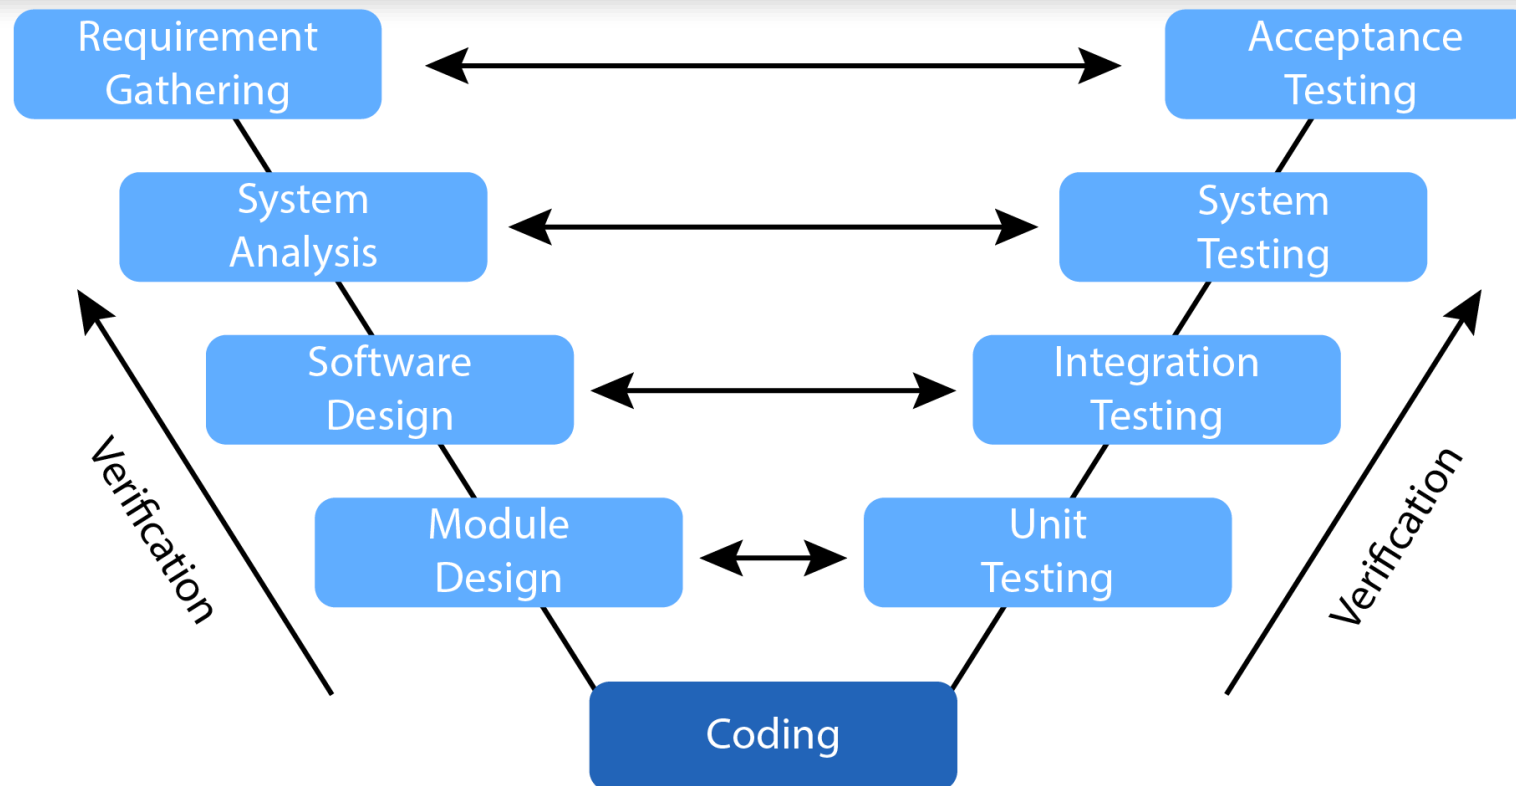 Requirement
Gathering
Acceptance
Testing
System
Analysis
System
Testing
Software
Design
Integration
Testing
Verification
Verification
Module
Design
Unit
Testing
Coding